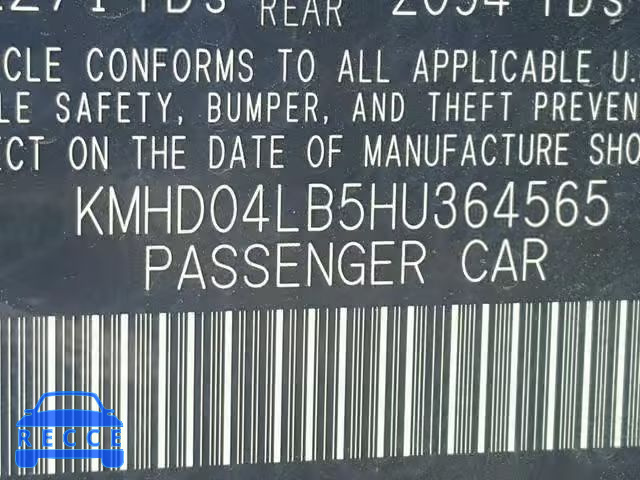 REAR
CLE CONFORMS TO ALL APPLICABLE U.
LE SAFETY, BUMPER, AND THEFT PREVEN
ECT ON THE DATE OF MANUFACTURE SHO
KMHD04LB5HU364565
PASSENGER CAR
RECCE